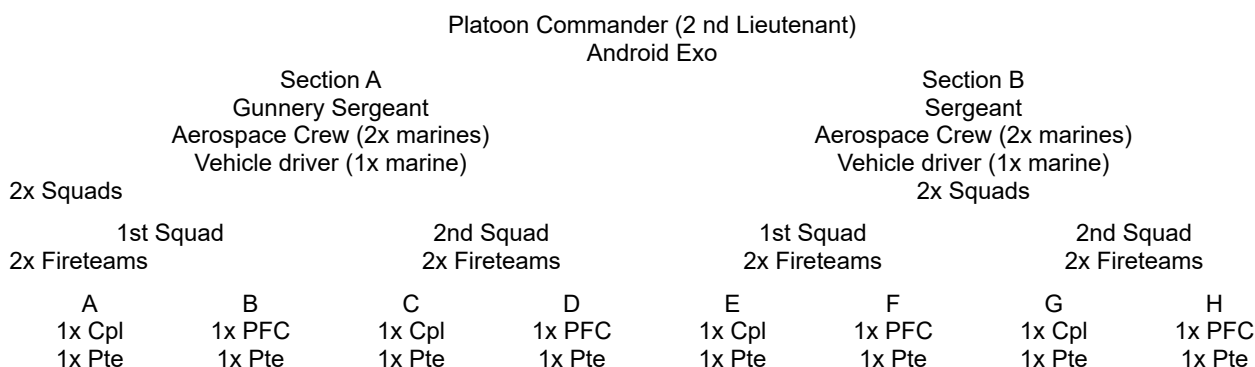 Platoon Commander (2 nd Lieutenant)
Android Exo
Section A Section B
Gunnery Sergeant Sergeant
Aerospace Crew (2x marines) Aerospace Crew (2x marines)
Vehicle driver (1x marine) Vehicle driver (1x marine)
2x Squads 2x Squads
1st Squad 2nd Squad 1st Squad 2nd Squad
2x Fireteams 2x Fireteams 2x Fireteams 2x Fireteams
A B C D E F G H
1x Cpl 1x PFC 1x Cpl 1x PFC 1x Cpl 1x PFC 1x Cpl 1x PFC
1x Pte 1x Pte 1x Pte 1x Pte 1x Pte 1x Pte 1x Pte 1x Pte